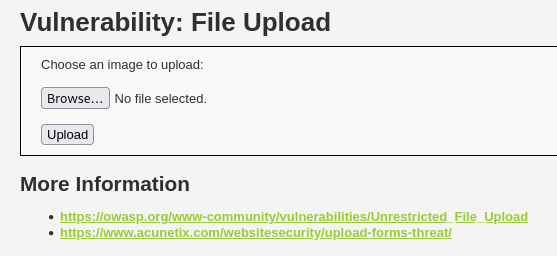 Vulnerability: File Upload
Choose an image to upload:
Browse... No file selected.
Upload
More Information
https://owasp.org/www-community/vulnerabilities/Unrestricted_File_Upload
https://www.acunetix.com/websitesecurity/upload-forms-threat/